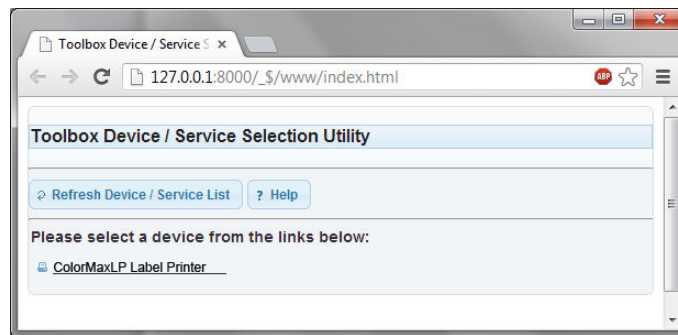 Toolbox Device / Service S
127.0.0.1:8000/_$/www/index.html
ABP
Toolbox Device / Service Selection Utility
Refresh Device / Service List
? Help
Please select a device from the links below:
ColorMaxLP Label Printer